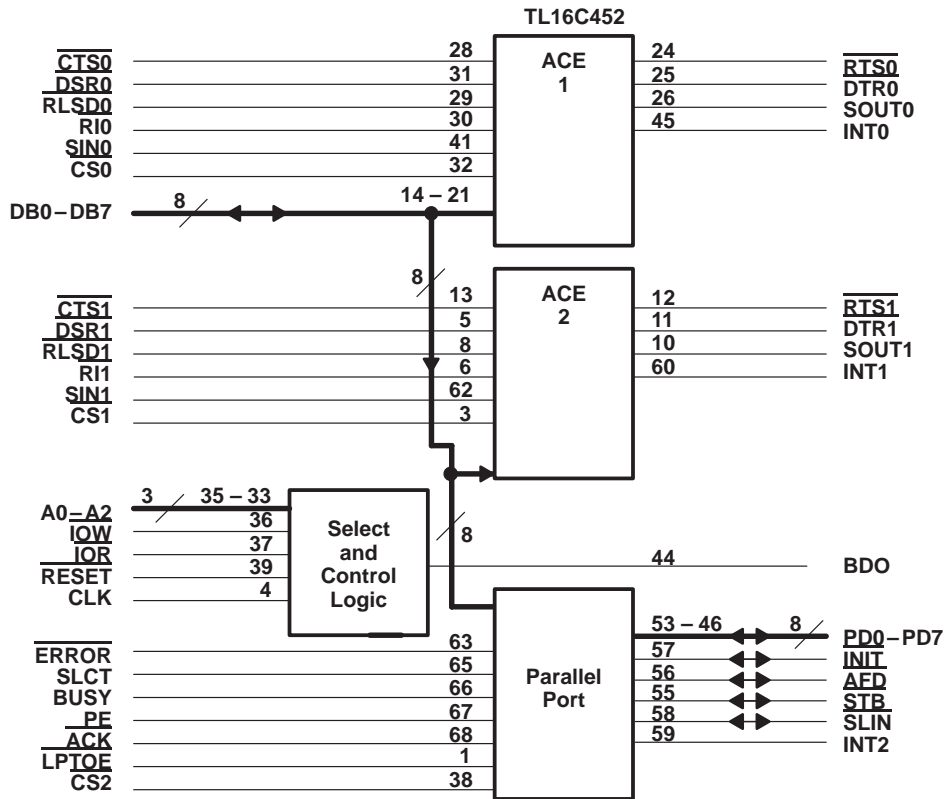 TL16C452
CTS0 28
DSR0 31
RLSD0 29
RI0 30
SIN0 41
CS0 32
DB0–DB7 8 14 – 21
ACE
1
24 RTS0
25 DTR0
26 SOUT0
45 INT0
8
CTS1 13
DSR1 5
RLSD1 8
RI1 6
SIN1 62
CS1 3
ACE
2
12 RTS1
11 DTR1
10 SOUT1
60 INT1
A0–A2 3 35 – 33
IOW 36
IOR 37
RESET 39
CLK 4
Select
and
Control
Logic
8
44 BDO
ERROR 63
SLCT 65
BUSY 66
PE 67
ACK 68
LPTOE 1
CS2 38
Parallel
Port
53 – 46 8 PD0–PD7
57 INIT
56 AFD
55 STB
58 SLIN
59 INT2